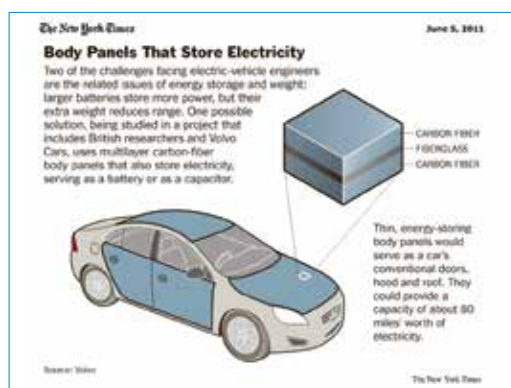 The New York Times
June 5, 2011
Body Panels That Store Electricity
Two of the challenges facing electric-vehicle engineers
are the related issues of energy storage and weight:
larger batteries store more power, but their
extra weight reduces range. One possible
solution, being studied in a project that
includes British researchers and Volvo
Cars, uses multilayer carbon-fiber
body panels that also store electricity,
serving as a battery or as a capacitor.
CARBON FIBER
FIBERGLASS
CARBON FIBER
Thin, energy-storing
body panels would
serve as a car's
conventional doors,
hood and roof. They
could provide a
capacity of about 80
miles' worth of
electricity.
Source: Volvo
The New York Times